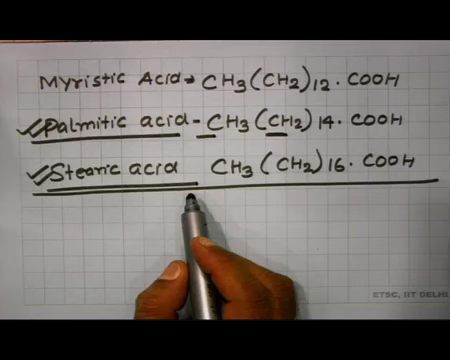 Myristic Acid → CH3(CH2)12. COOH
Palmitic acid - CH3(CH2)14. COOH
Stearic acid CH3(CH2)16. COOH
ETSC, IIT DELHI